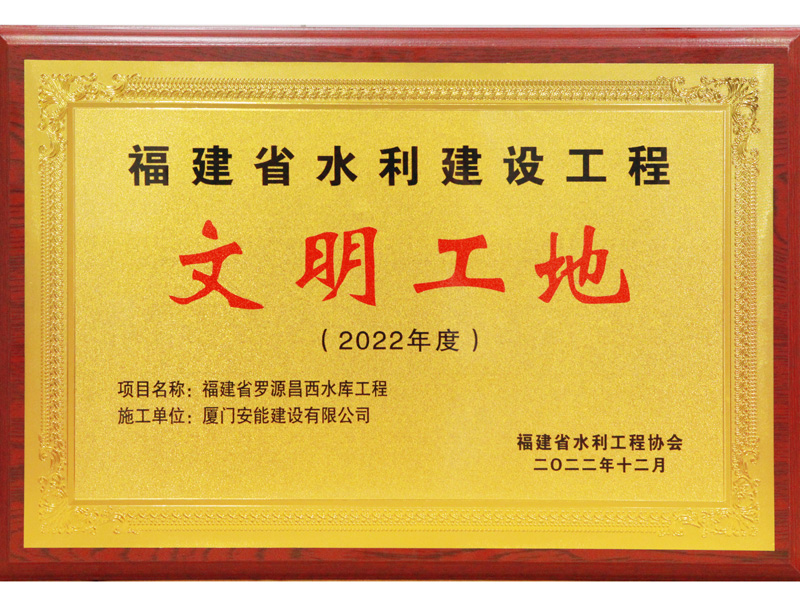 福建省水利建设工程
文明工地
（2022年度）
项目名称：福建省罗源昌西水库工程
施工单位：厦门安能建设有限公司
福建省水利工程协会
二〇二二年十二月